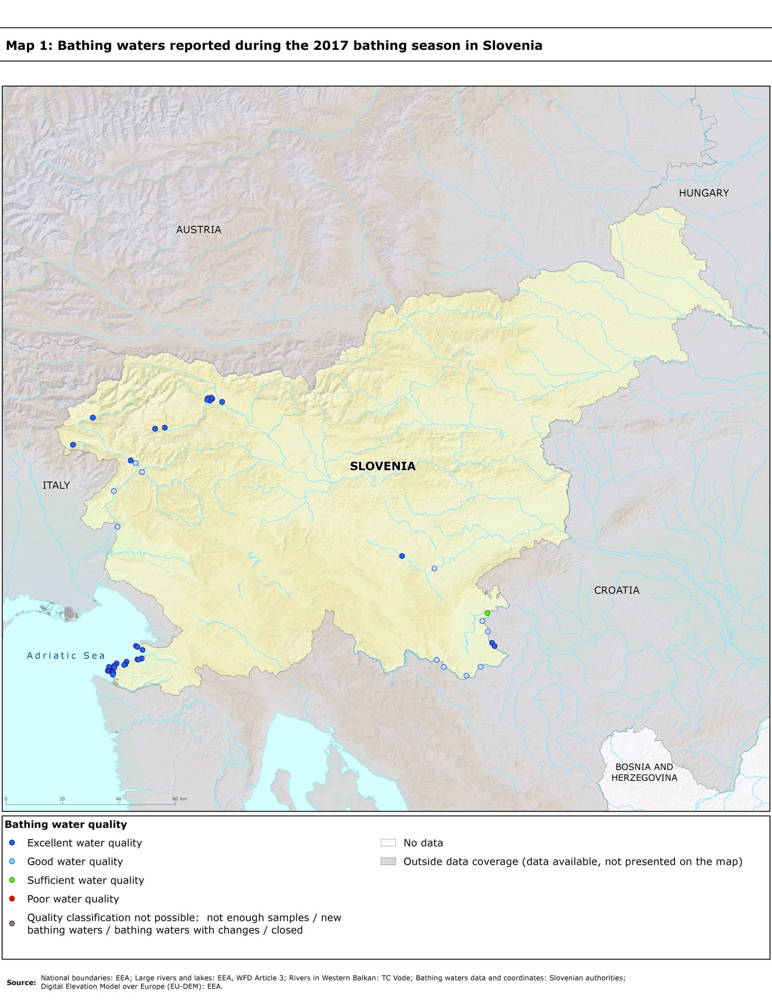 Map 1: Bathing waters reported during the 2017 bathing season in Slovenia
HUNGARY
AUSTRIA
SLOVENIA
ITALY
CROATIA
Adriatic Sea
BOSNIA AND
HERZEGOVINA
0 20 40 60 km
Bathing water quality
Excellent water quality
Good water quality
Sufficient water quality
Poor water quality
Quality classification not possible: not enough samples / new
bathing waters / bathing waters with changes / closed
No data
Outside data coverage (data available, not presented on the map)
Source: National boundaries: EEA; Large rivers and lakes: EEA, WFD Article 3; Rivers in Western Balkan: TC Vode; Bathing waters data and coordinates: Slovenian authorities;
Digital Elevation Model over Europe (EU-DEM): EEA.